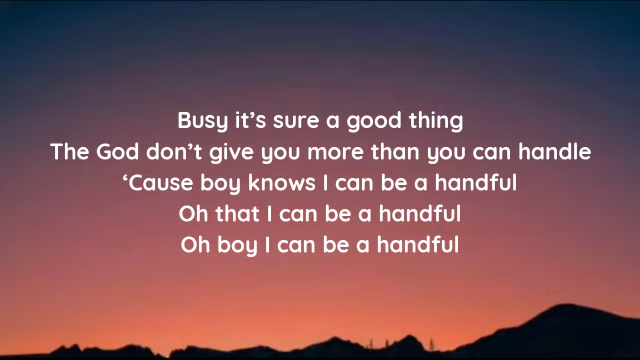 Busy it’s sure a good thing
The God don’t give you more than you can handle
‘Cause boy knows I can be a handful
Oh that I can be a handful
Oh boy I can be a handful